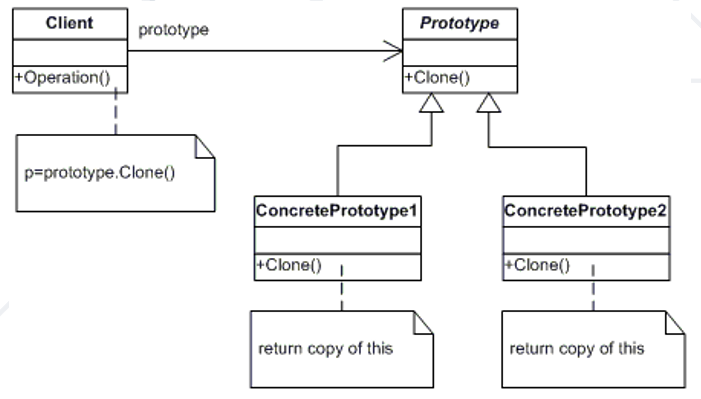 Client
prototype
Prototype
+Operation()
+Clone()
p=prototype.Clone()
ConcretePrototype1
ConcretePrototype2
+Clone()
+Clone()
return copy of this
return copy of this